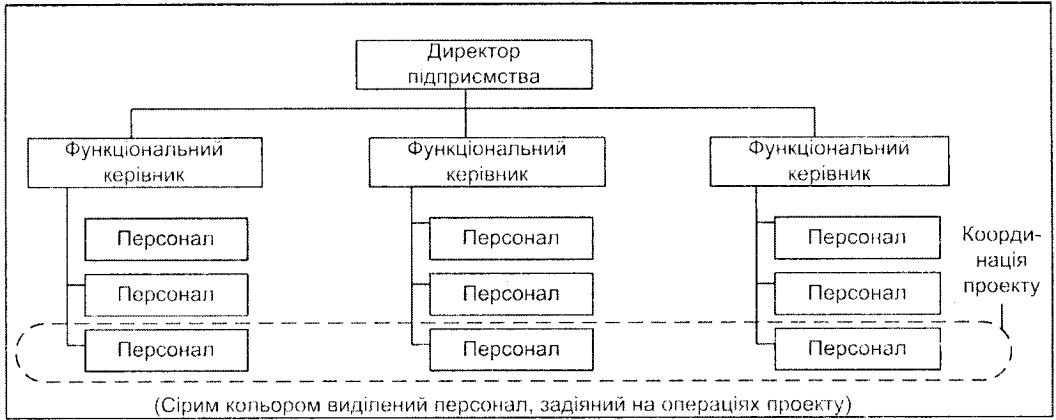 Директор
підприємства
Функціональний
керівник
Функціональний
керівник
Функціональний
керівник
Персонал
Персонал
Персонал
Персонал
Персонал
Персонал
Персонал
Персонал
Персонал
Коорди-
нація
проекту
(Сірим кольором виділений персонал, задіяний на операціях проекту)